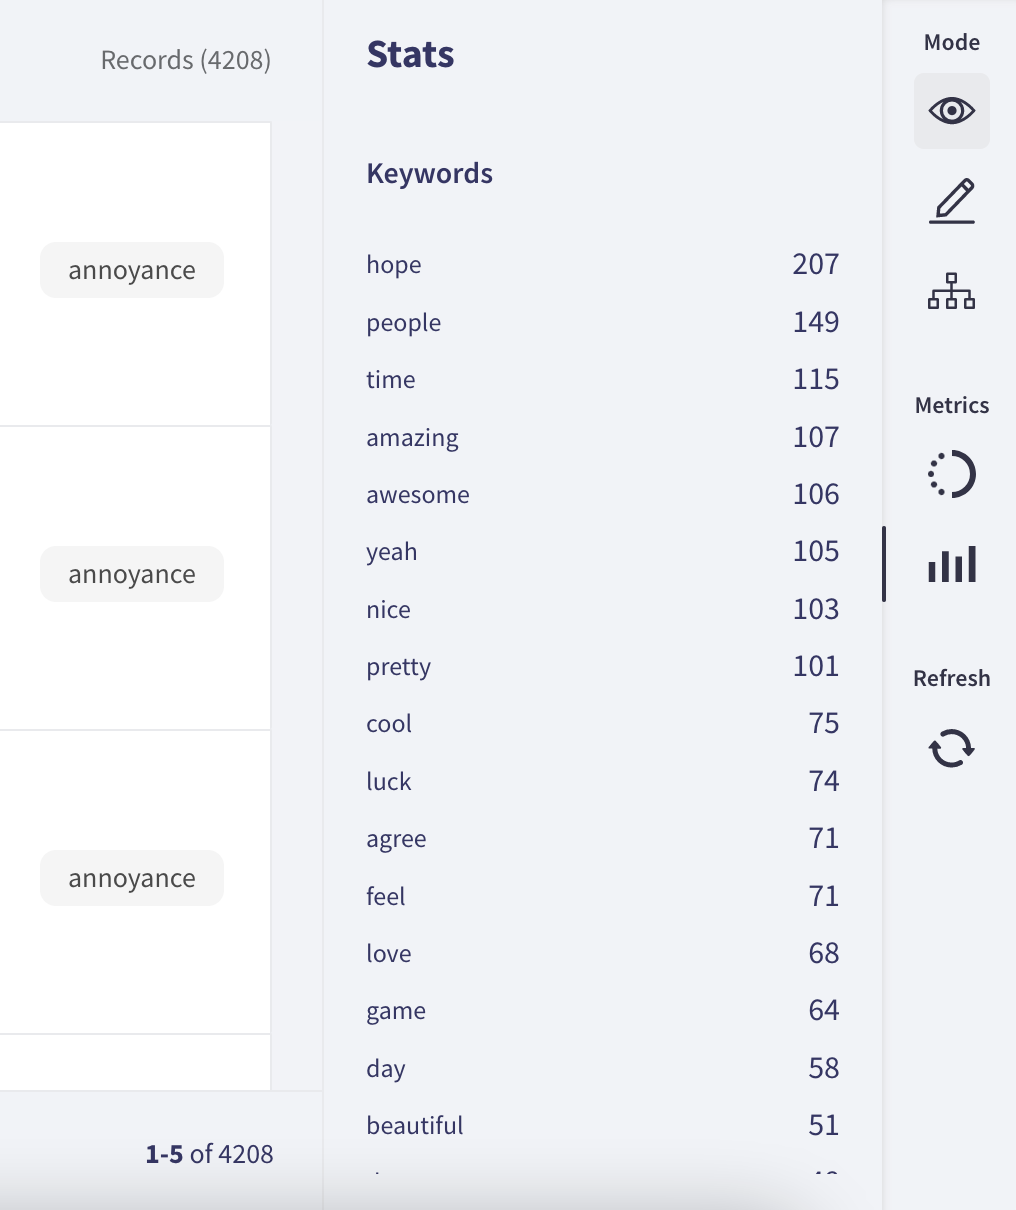 Records (4208)
annoyance
annoyance
annoyance
1-5 of 4208
Stats
Keywords
hope 207
people 149
time 115
amazing 107
awesome 106
yeah 105
nice 103
pretty 101
cool 75
luck 74
agree 71
feel 71
love 68
game 64
day 58
beautiful 51
Mode
Metrics
Refresh